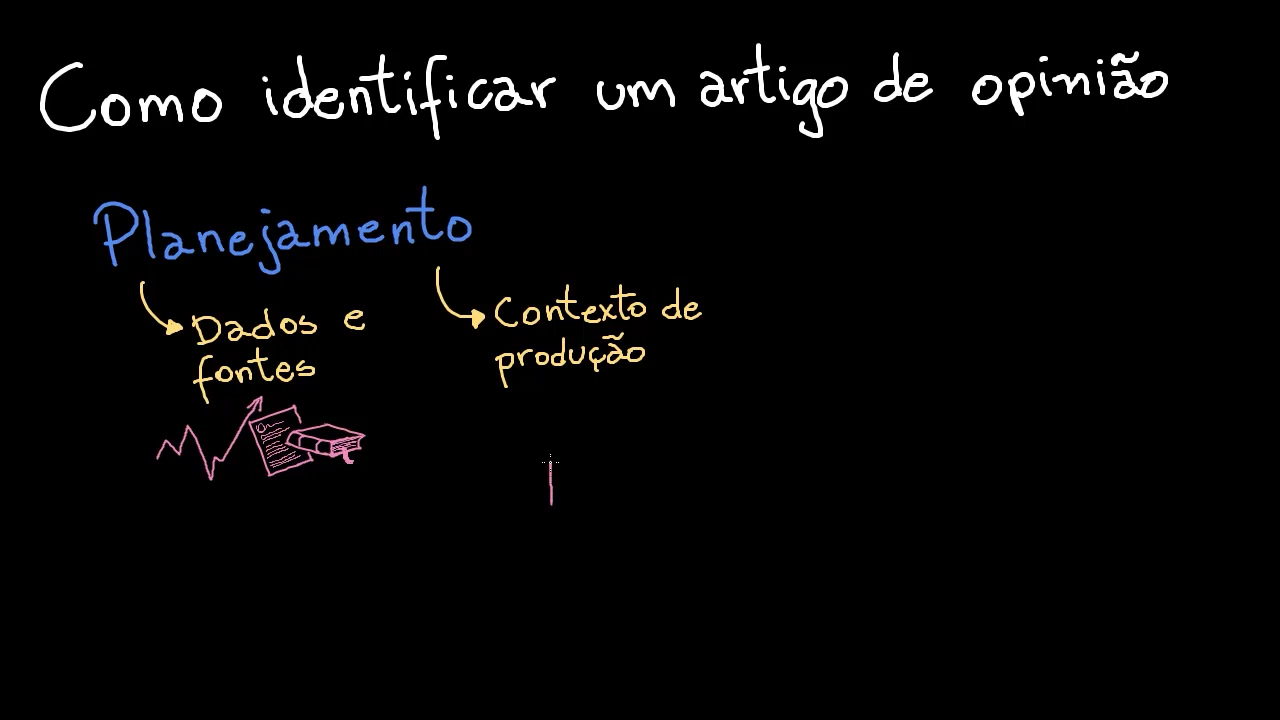 Como identificar um artigo de opinião
Planejamento
Dados e
fontes
Contexto de
produção